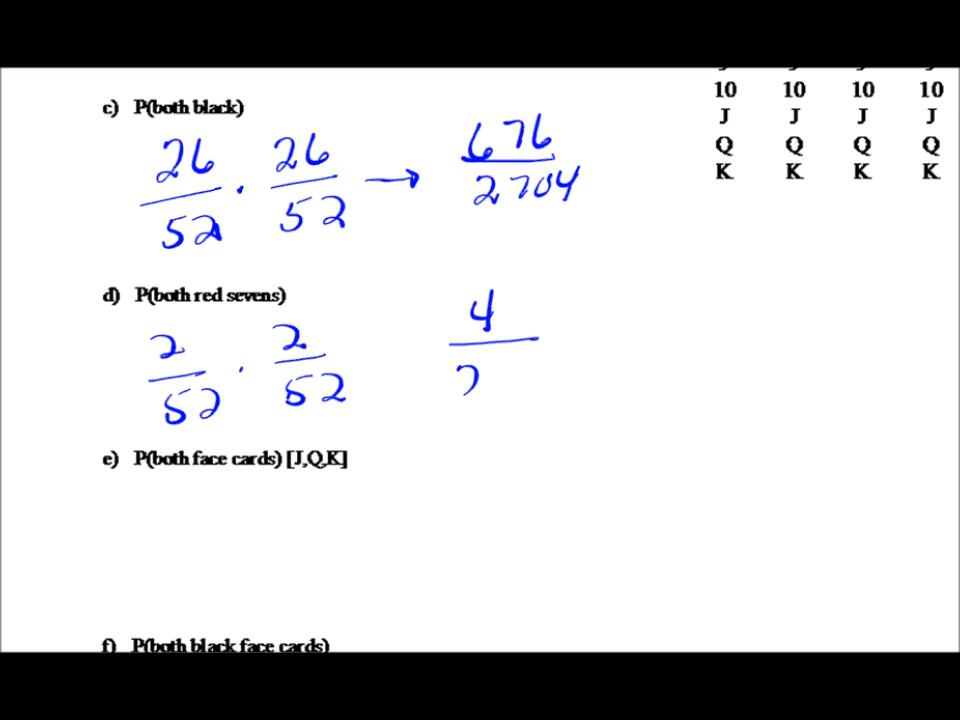 10 10 10 10
c) P(both black)
J J J J
Q Q Q Q
K K K K
26/52 · 26/52 → 676/2704
d) P(both red sevens)
2/52 · 2/52 4/2
e) P(both face cards) [J,Q,K]
f) P(both black face cards)